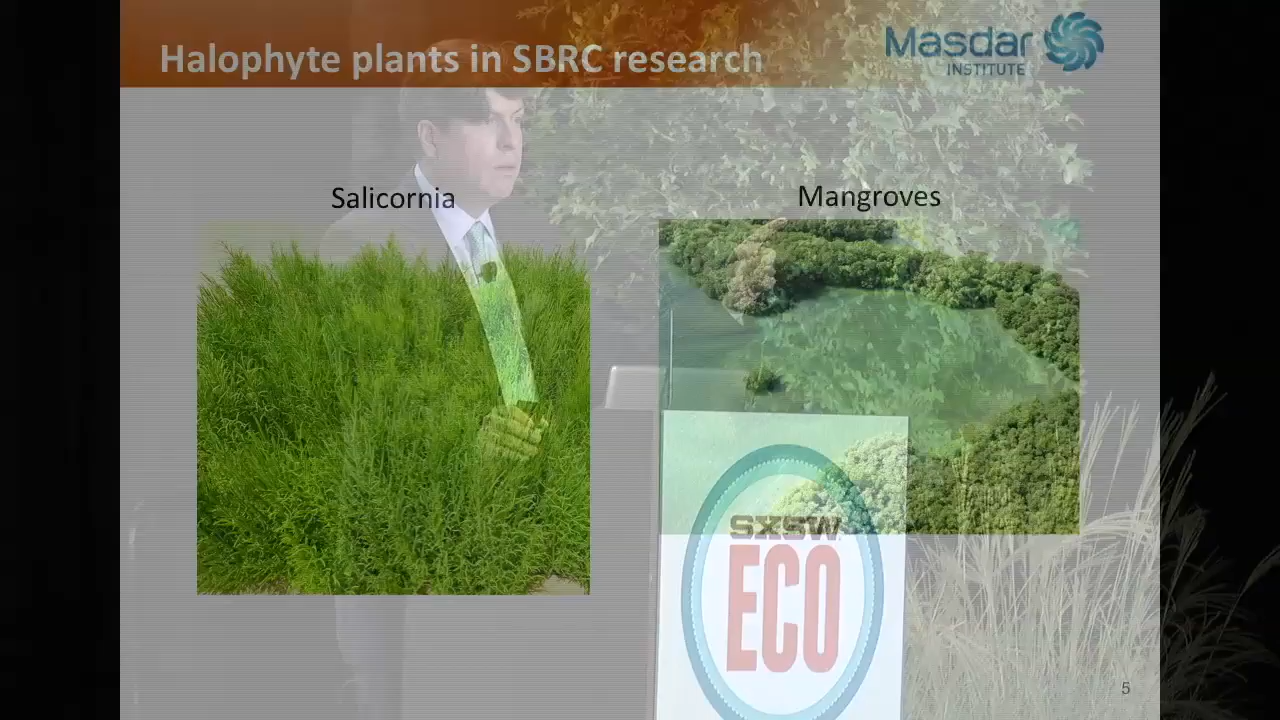 Halophyte plants in SBRC research
Masdar
INSTITUTE
Salicornia
Mangroves
SXSW
ECO
5